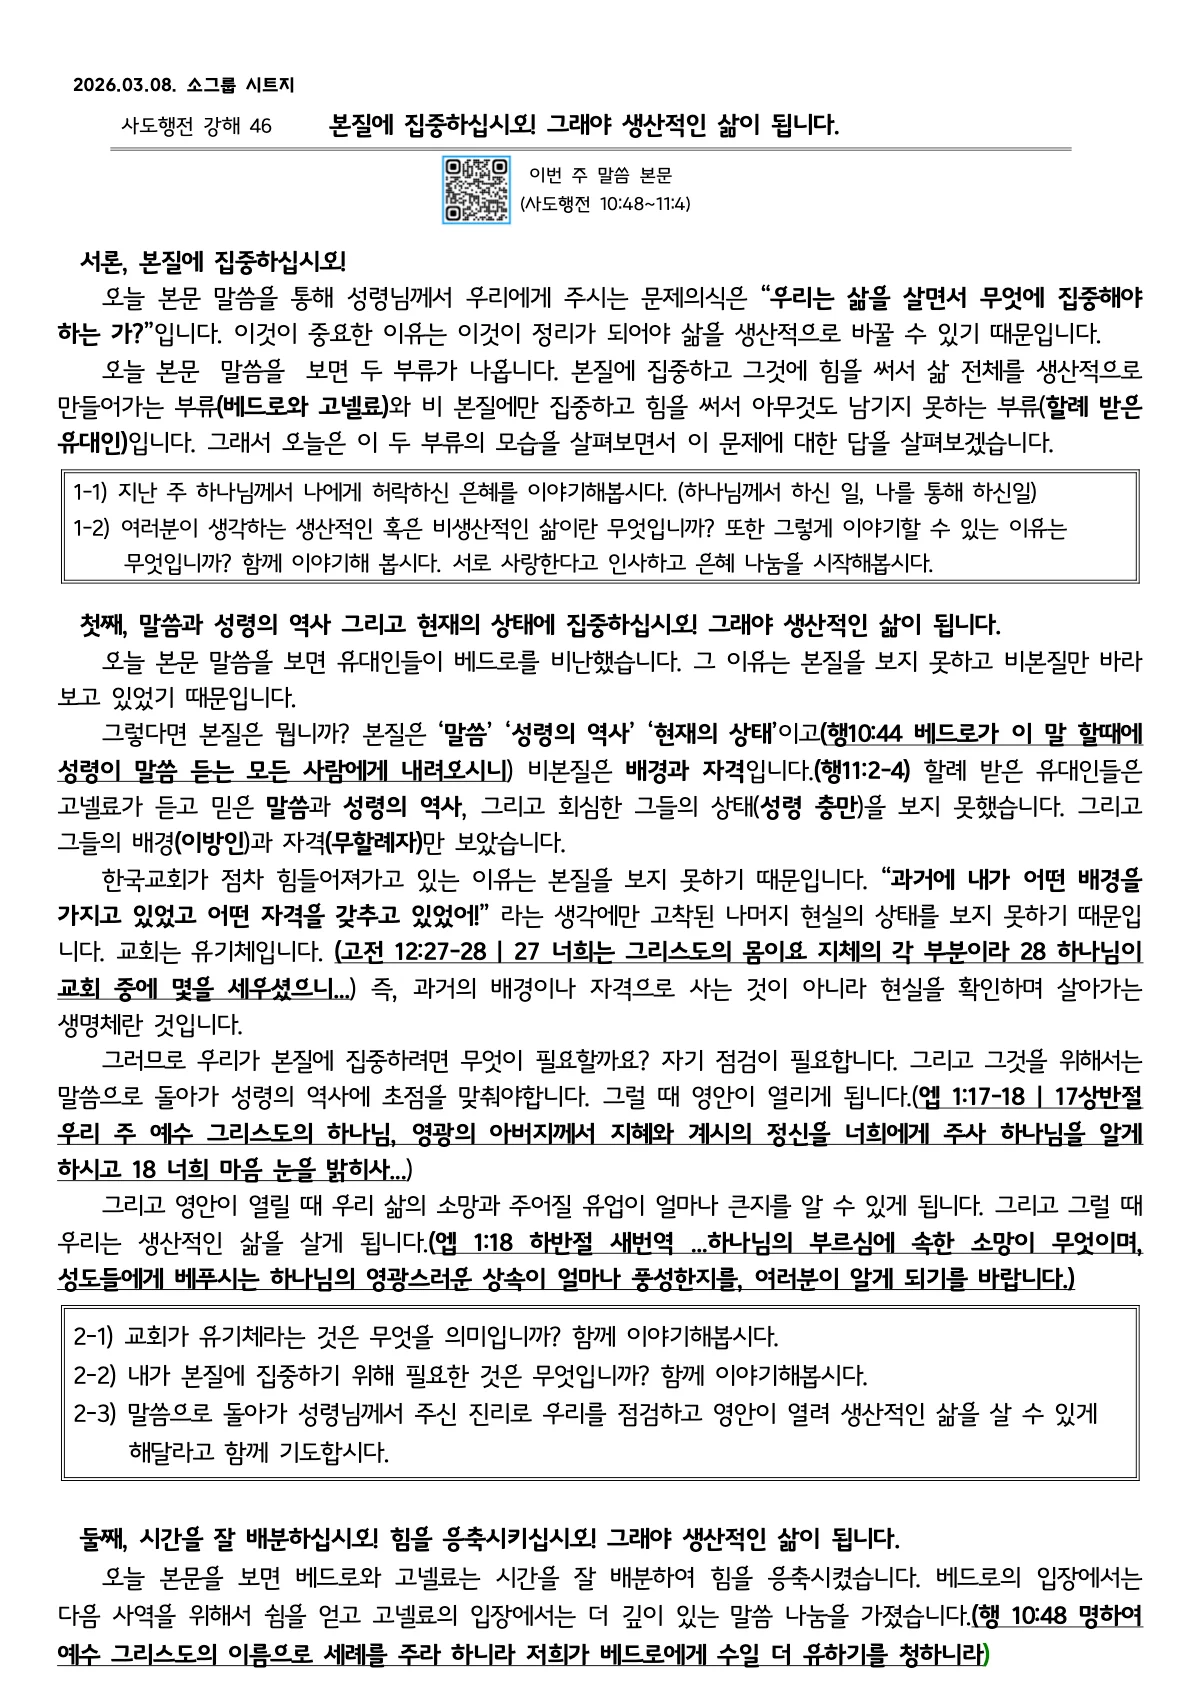 2026.03.08. 소그룹 시트지
사도행전 강해 46 본질에 집중하십시오! 그래야 생산적인 삶이 됩니다.
이번 주 말씀 본문
(사도행전 10:48~11:4)
서론, 본질에 집중하십시오!
오늘 본문 말씀을 통해 성령님께서 우리에게 주시는 문제의식은 “우리는 삶을 살면서 무엇에 집중해야
하는 가?”입니다. 이것이 중요한 이유는 이것이 정리가 되어야 삶을 생산적으로 바꿀 수 있기 때문입니다.
오늘 본문 말씀을 보면 두 부류가 나옵니다. 본질에 집중하고 그것에 힘을 써서 삶 전체를 생산적으로
만들어가는 부류(베드로와 고넬료)와 비 본질에만 집중하고 힘을 써서 아무것도 남기지 못하는 부류(할례 받은
유대인)입니다. 그래서 오늘은 이 두 부류의 모습을 살펴보면서 이 문제에 대한 답을 살펴보겠습니다.
1-1) 지난 주 하나님께서 나에게 허락하신 은혜를 이야기해봅시다. (하나님께서 하신 일, 나를 통해 하신일)
1-2) 여러분이 생각하는 생산적인 혹은 비생산적인 삶이란 무엇입니까? 또한 그렇게 이야기할 수 있는 이유는
무엇입니까? 함께 이야기해 봅시다. 서로 사랑한다고 인사하고 은혜 나눔을 시작해봅시다.
첫째, 말씀과 성령의 역사 그리고 현재의 상태에 집중하십시오! 그래야 생산적인 삶이 됩니다.
오늘 본문 말씀을 보면 유대인들이 베드로를 비난했습니다. 그 이유는 본질을 보지 못하고 비본질만 바라
보고 있었기 때문입니다.
그렇다면 본질은 뭡니까? 본질은 ‘말씀’ ‘성령의 역사’ ‘현재의 상태’이고(행10:44 베드로가 이 말 할때에
성령이 말씀 듣는 모든 사람에게 내려오시니) 비본질은 배경과 자격입니다.(행11:2-4) 할례 받은 유대인들은
고넬료가 듣고 믿은 말씀과 성령의 역사, 그리고 회심한 그들의 상태(성령 충만)을 보지 못했습니다. 그리고
그들의 배경(이방인)과 자격(무할례자)만 보았습니다.
한국교회가 점차 힘들어져가고 있는 이유는 본질을 보지 못하기 때문입니다. “과거에 내가 어떤 배경을
가지고 있었고 어떤 자격을 갖추고 있었어!” 라는 생각에만 고착된 나머지 현실의 상태를 보지 못하기 때문입
니다. 교회는 유기체입니다. (고전 12:27-28 | 27 너희는 그리스도의 몸이요 지체의 각 부분이라 28 하나님이
교회 중에 몇을 세우셨으니...) 즉, 과거의 배경이나 자격으로 사는 것이 아니라 현실을 확인하며 살아가는
생명체란 것입니다.
그러므로 우리가 본질에 집중하려면 무엇이 필요할까요? 자기 점검이 필요합니다. 그리고 그것을 위해서는
말씀으로 돌아가 성령의 역사에 초점을 맞춰야합니다. 그럴 때 영안이 열리게 됩니다.(엡 1:17-18 | 17상반절
우리 주 예수 그리스도의 하나님, 영광의 아버지께서 지혜와 계시의 정신을 너희에게 주사 하나님을 알게
하시고 18 너희 마음 눈을 밝히사...)
그리고 영안이 열릴 때 우리 삶의 소망과 주어질 유업이 얼마나 큰지를 알 수 있게 됩니다. 그리고 그럴 때
우리는 생산적인 삶을 살게 됩니다.(엡 1:18 하반절 새번역 ...하나님의 부르심에 속한 소망이 무엇이며,
성도들에게 베푸시는 하나님의 영광스러운 상속이 얼마나 풍성한지를, 여러분이 알게 되기를 바랍니다.)
2-1) 교회가 유기체라는 것은 무엇을 의미입니까? 함께 이야기해봅시다.
2-2) 내가 본질에 집중하기 위해 필요한 것은 무엇입니까? 함께 이야기해봅시다.
2-3) 말씀으로 돌아가 성령님께서 주신 진리로 우리를 점검하고 영안이 열려 생산적인 삶을 살 수 있게
해달라고 함께 기도합시다.
둘째, 시간을 잘 배분하십시오! 힘을 응축시키십시오! 그래야 생산적인 삶이 됩니다.
오늘 본문을 보면 베드로와 고넬료는 시간을 잘 배분하여 힘을 응축시켰습니다. 베드로의 입장에서는
다음 사역을 위해서 쉼을 얻고 고넬료의 입장에서는 더 깊이 있는 말씀 나눔을 가졌습니다.(행 10:48 명하여
예수 그리스도의 이름으로 세례를 주라 하니라 저희가 베드로에게 수일 더 유하기를 청하니라)